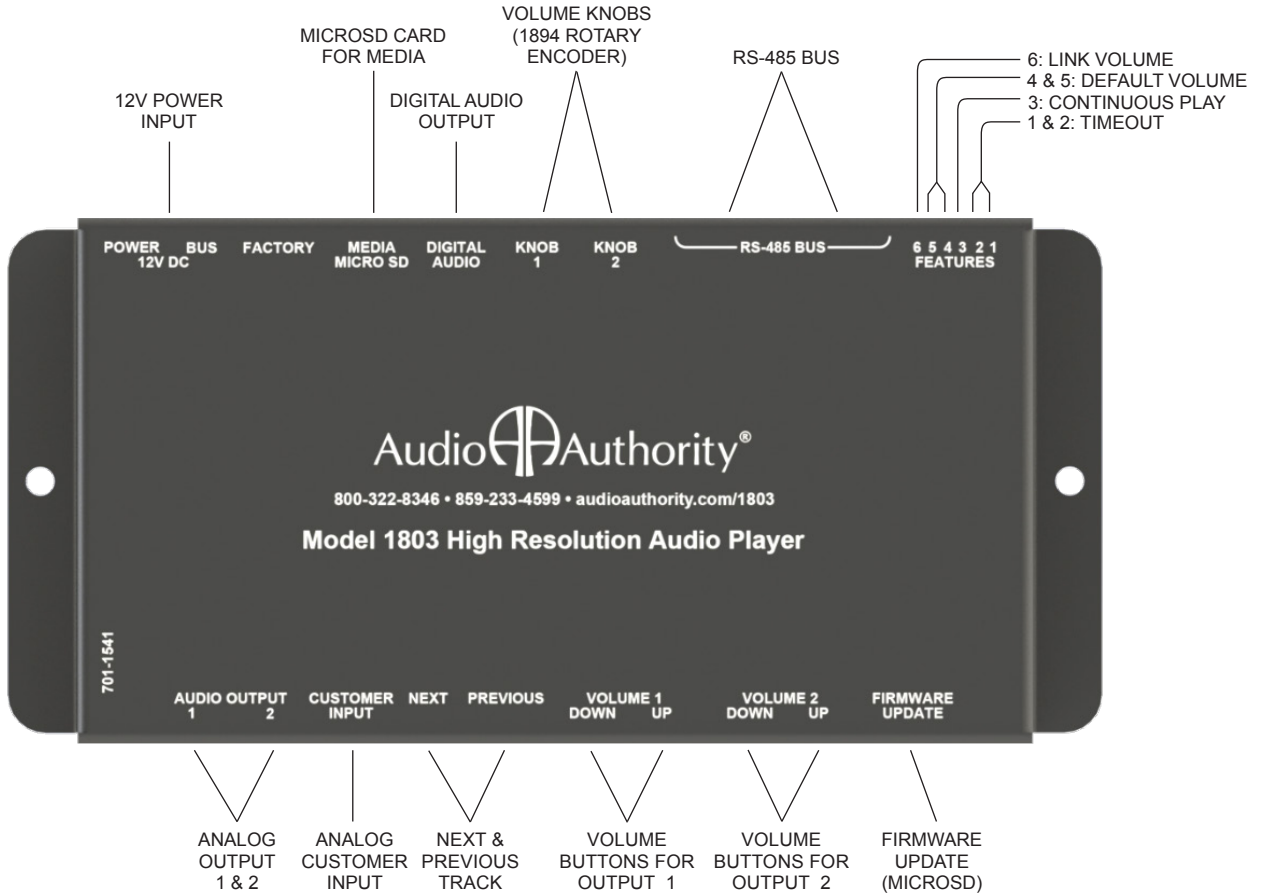 VOLUME KNOBS
(1894 ROTARY
ENCODER)
MICROSD CARD
FOR MEDIA
RS-485 BUS
6: LINK VOLUME
4 & 5: DEFAULT VOLUME
3: CONTINUOUS PLAY
1 & 2: TIMEOUT
12V POWER
INPUT
DIGITAL AUDIO
OUTPUT
POWER BUS
12V DC
FACTORY
MEDIA
MICRO SD
DIGITAL
AUDIO
KNOB
1
KNOB
2
RS-485 BUS
6 5 4 3 2 1
FEATURES
Audio Authority®
800-322-8346 • 859-233-4599 • audioauthority.com/1803
Model 1803 High Resolution Audio Player
701-1541
AUDIO OUTPUT
1 2
CUSTOMER
INPUT
NEXT
PREVIOUS
VOLUME 1
DOWN UP
VOLUME 2
DOWN UP
FIRMWARE
UPDATE
ANALOG
OUTPUT
1 & 2
ANALOG
CUSTOMER
INPUT
NEXT &
PREVIOUS
TRACK
VOLUME
BUTTONS FOR
OUTPUT 1
VOLUME
BUTTONS FOR
OUTPUT 2
FIRMWARE
UPDATE
(MICROSD)